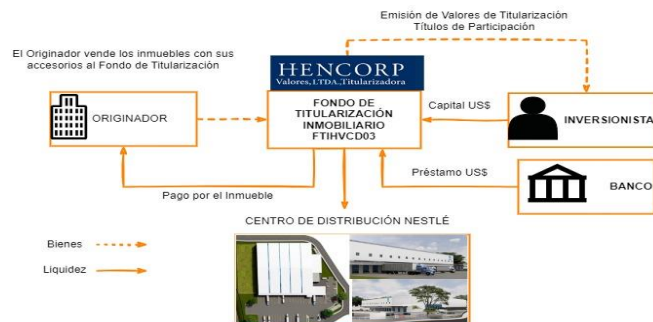 Emisión de Valores de Titularización
Títulos de Participación
El Originador vende los inmuebles con sus
accesorios al Fondo de Titularización
HENCORP
Valores, LTDA., Titularizadora
ORIGINADOR
FONDO DE
TITULARIZACIÓN
INMOBILIARIO
FTIHVCD03
Capital US$
INVERSIONISTA
Préstamo US$
BANCO
Pago por el Inmueble
CENTRO DE DISTRIBUCIÓN NESTLÉ
Bienes
Liquidez